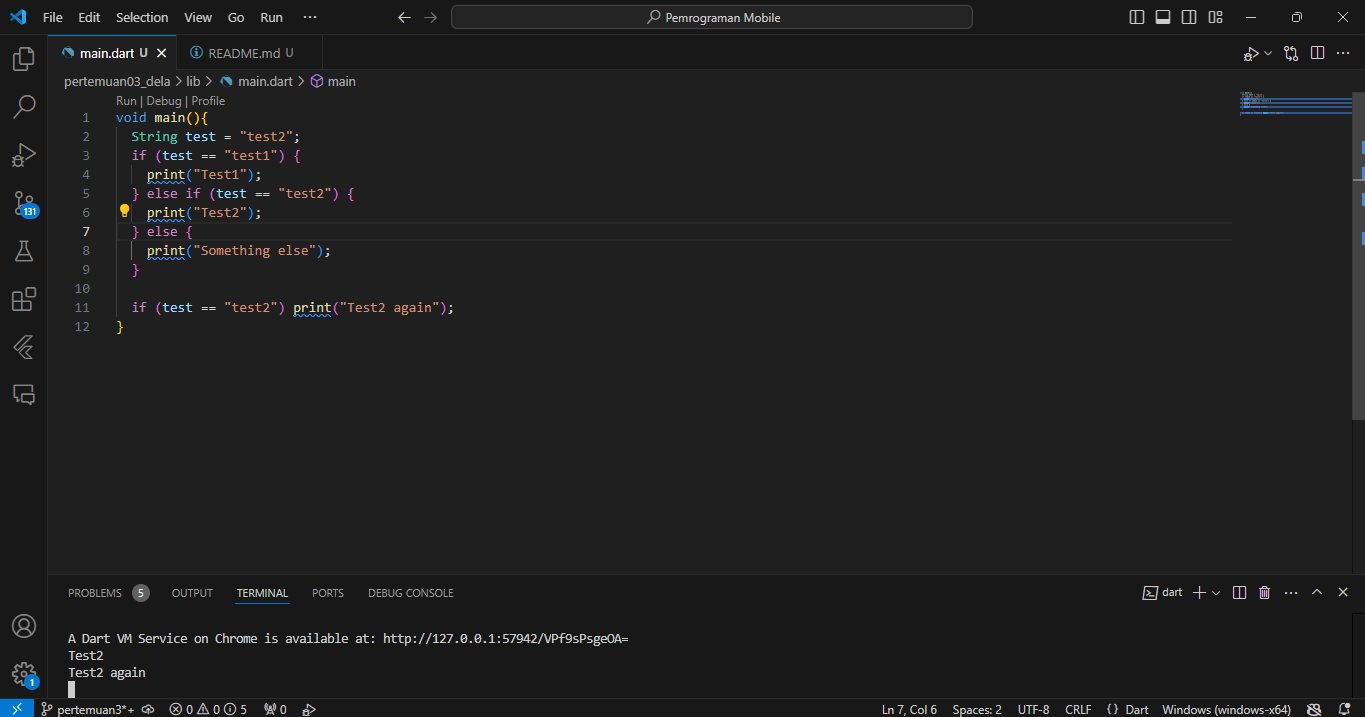 File Edit Selection View Go Run ··· Pemrograman Mobile
main.dart U README.md U
pertemuan03_dela > lib > main.dart > main
Run | Debug | Profile
1 void main(){
2 String test = "test2";
3 if (test == "test1") {
4 print("Test1");
5 } else if (test == "test2") {
6 print("Test2");
7 } else {
8 print("Something else");
9 }
10
11 if (test == "test2") print("Test2 again");
12 }
131
1
PROBLEMS 5 OUTPUT TERMINAL PORTS DEBUG CONSOLE dart
A Dart VM Service on Chrome is available at: http://127.0.0.1:57942/VPf9sPsgeOA=
Test2
Test2 again
pertemuan3*+ 0 0 5 0 Ln 7, Col 6 Spaces: 2 UTF-8 CRLF {} Dart Windows (windows-x64)